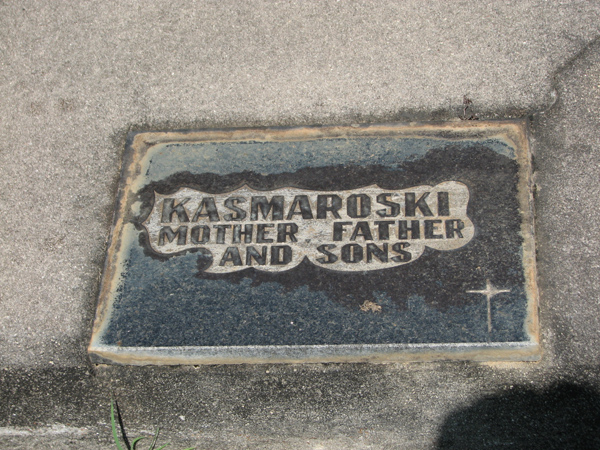 KASMAROSKI
MOTHER FATHER
AND SONS